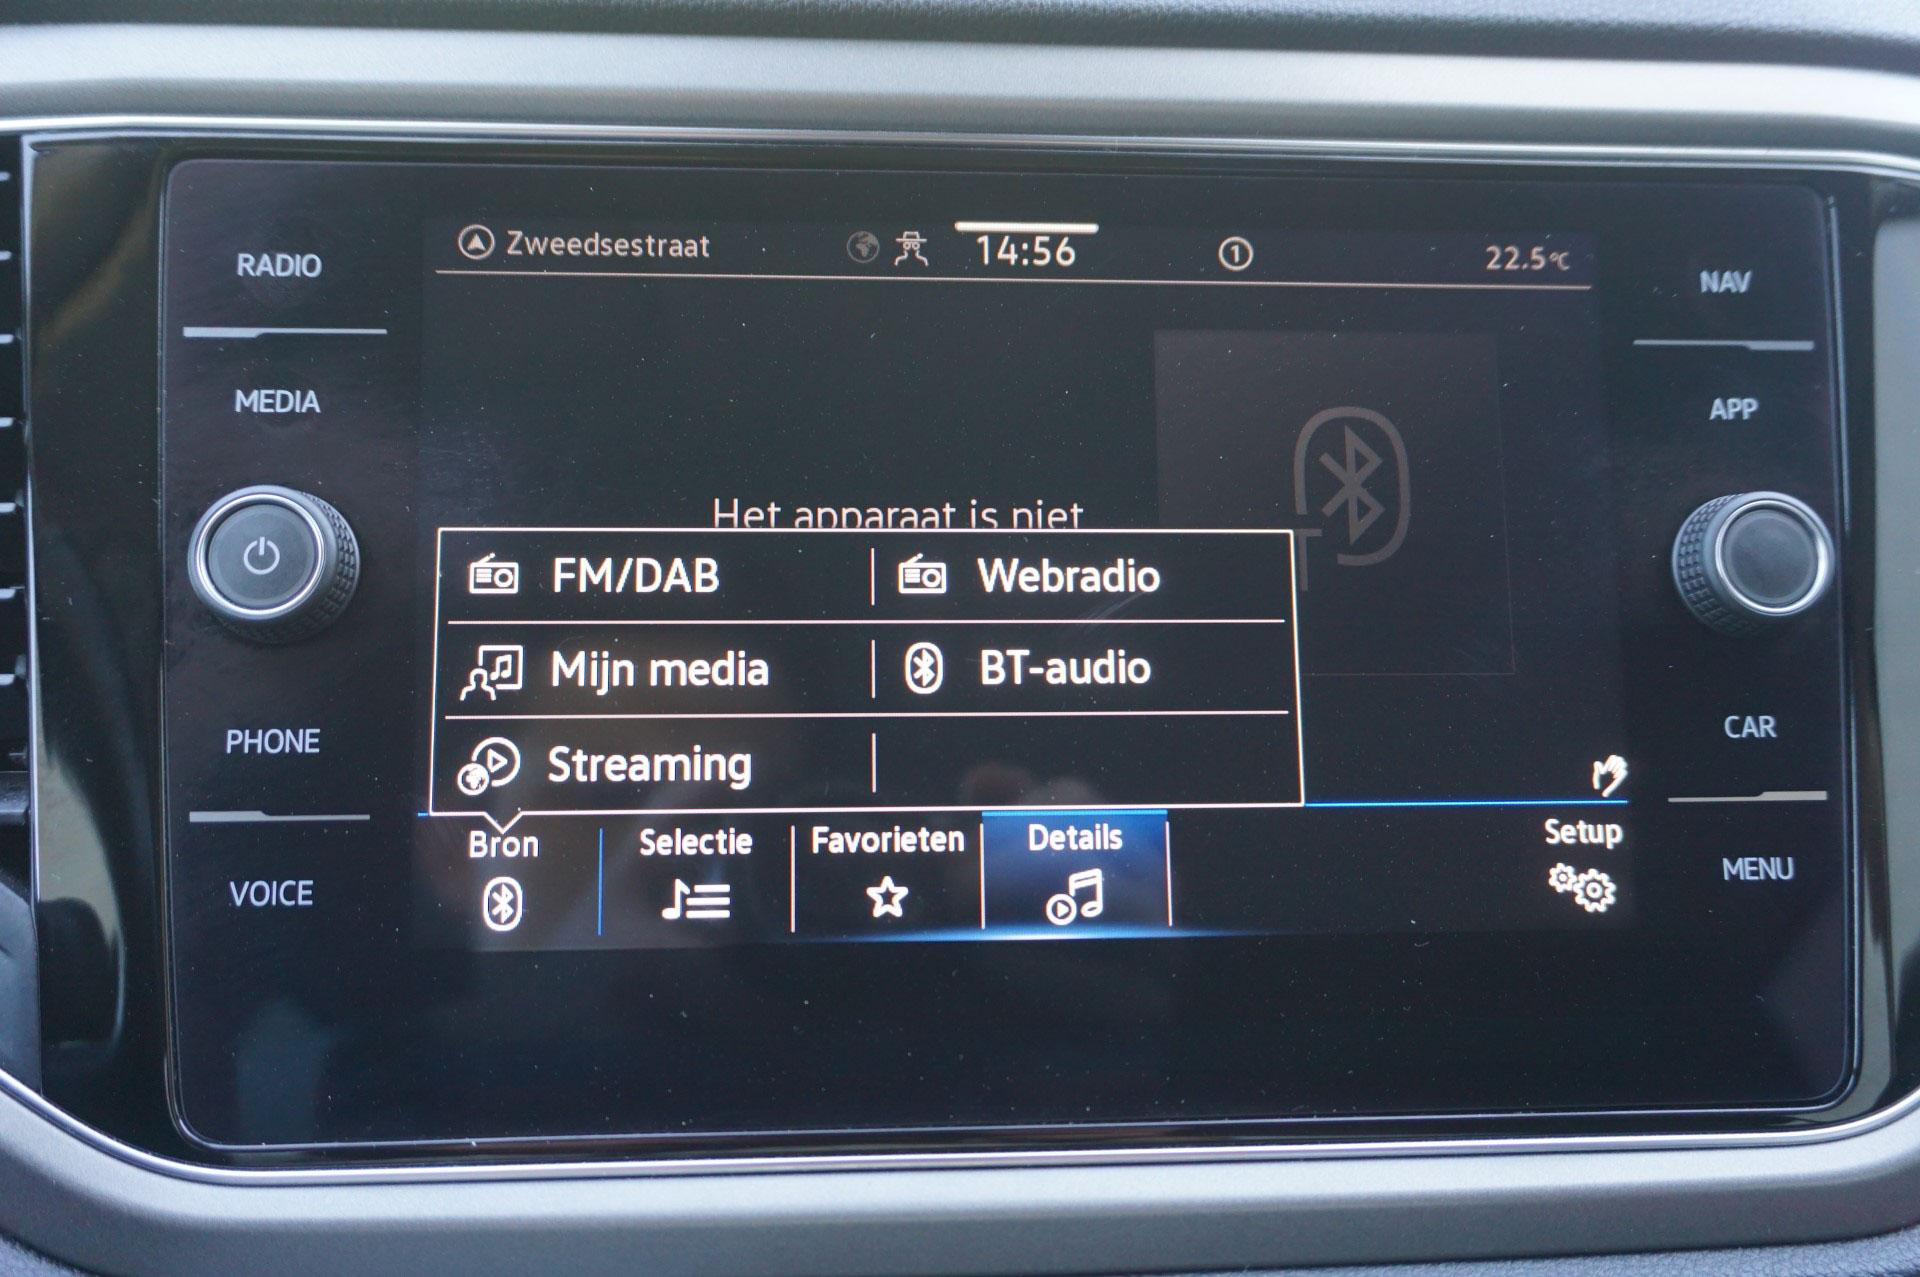 RADIO
MEDIA
PHONE
VOICE
Zweedsestraat
14:56
1
22.5°C
Het apparaat is niet
FM/DAB
Webradio
Mijn media
BT-audio
Streaming
Bron
Selectie
Favorieten
Details
Setup
NAV
APP
CAR
MENU